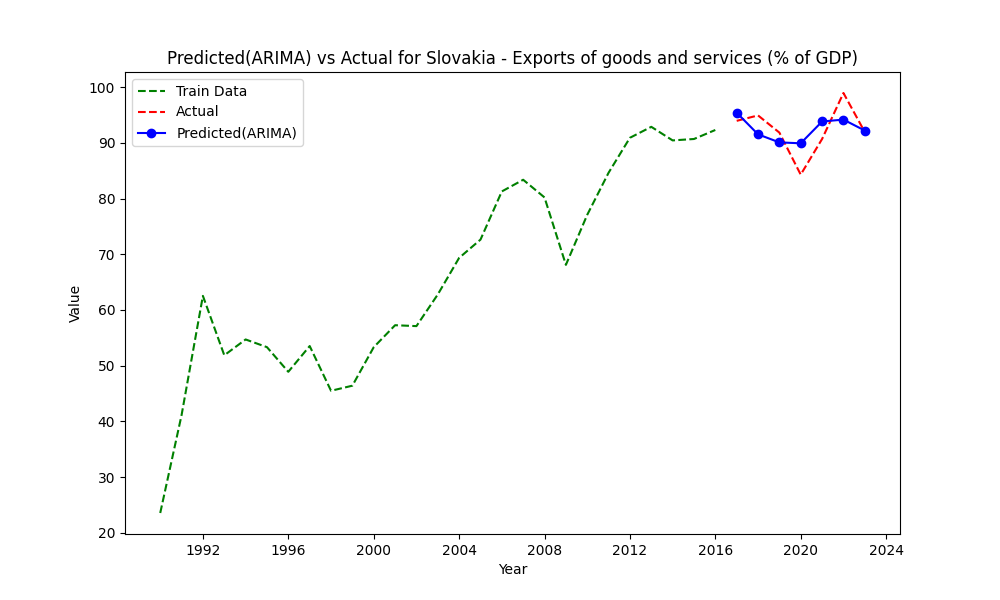 Predicted(ARIMA) vs Actual for Slovakia - Exports of goods and services (% of GDP)
Train Data
Actual
Predicted(ARIMA)
100
90
80
70
60
50
40
30
20
Value
1992 1996 2000 2004 2008 2012 2016 2020 2024
Year